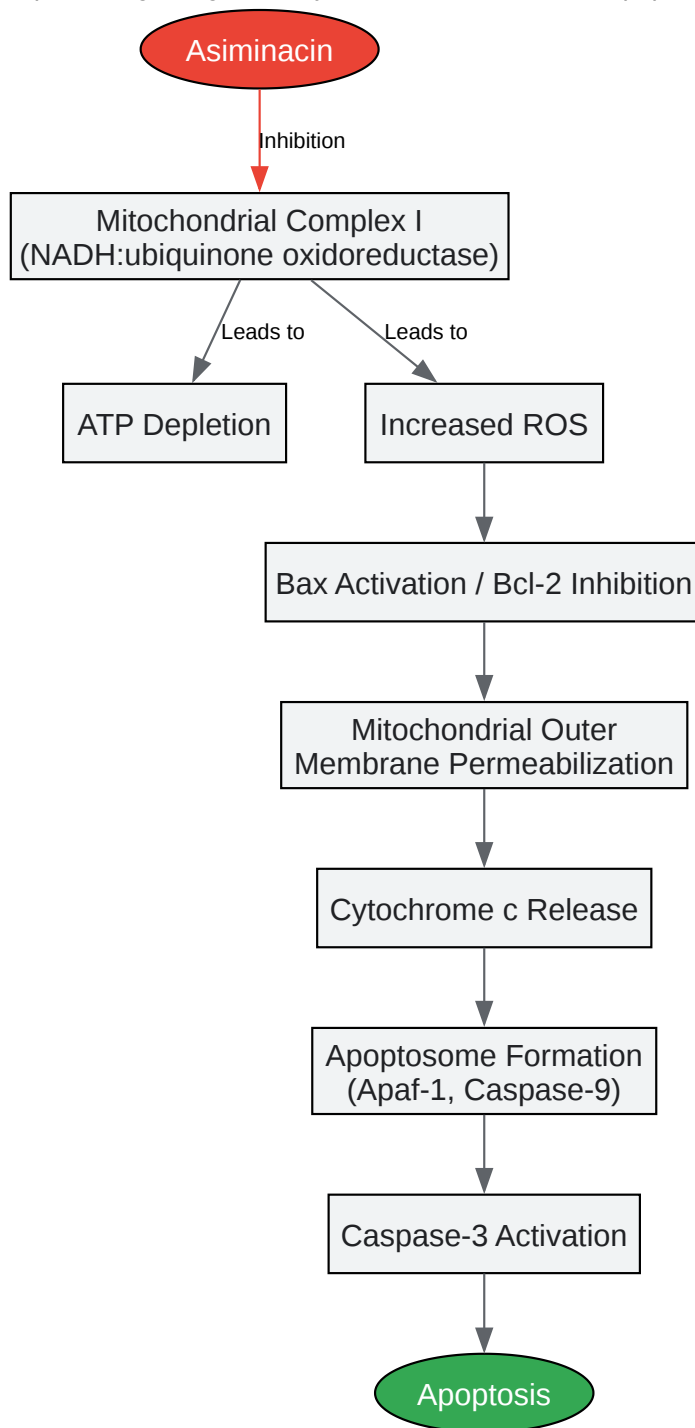 Asiminacin
Inhibition
Mitochondrial Complex I
(NADH:ubiquinone oxidoreductase)
Leads to
Leads to
ATP Depletion
Increased ROS
Bax Activation / Bcl-2 Inhibition
Mitochondrial Outer
Membrane Permeabilization
Cytochrome c Release
Apoptosome Formation
(Apaf-1, Caspase-9)
Caspase-3 Activation
Apoptosis